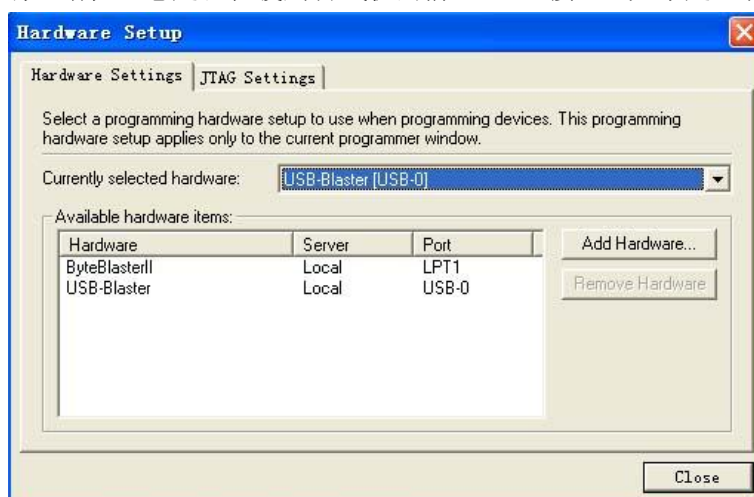 Hardware Setup
Hardware Settings JTAG Settings
Select a programming hardware setup to use when programming devices. This programming
hardware setup applies only to the current programmer window.
Currently selected hardware: USB-Blaster [USB-0]
Available hardware items:
Hardware Server Port
ByteBlasterII Local LPT1
USB-Blaster Local USB-0
Add Hardware...
Remove Hardware
Close